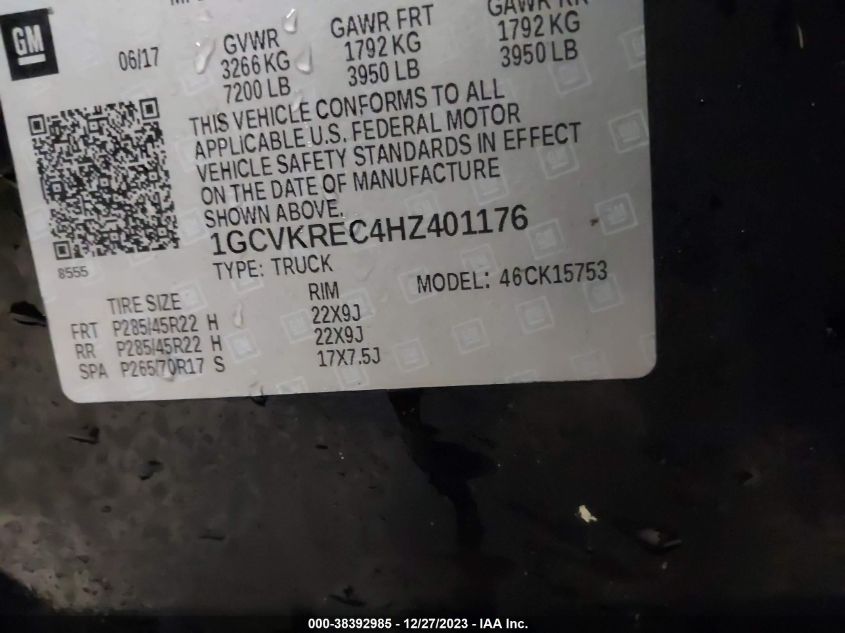 GM
06/17
GVWR GAWR FRT GAWR RR
3266 KG 1792 KG 1792 KG
7200 LB 3950 LB 3950 LB
THIS VEHICLE CONFORMS TO ALL
APPLICABLE U.S. FEDERAL MOTOR
VEHICLE SAFETY STANDARDS IN EFFECT
ON THE DATE OF MANUFACTURE
SHOWN ABOVE.
1GCVKREC4HZ401176
8555
TYPE: TRUCK MODEL: 46CK15753
TIRE SIZE RIM
FRT P285/45R22 H 22X9J
RR P285/45R22 H 22X9J
SPA P265/70R17 S 17X7.5J
000-38392985 - 12/27/2023 - IAA Inc.